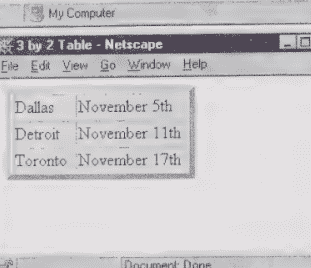 My Computer
3 by 2 Table - Netscape
File Edit View Go Window Help
Dallas November 5th
Detroit November 11th
Toronto November 17th
Document: Done